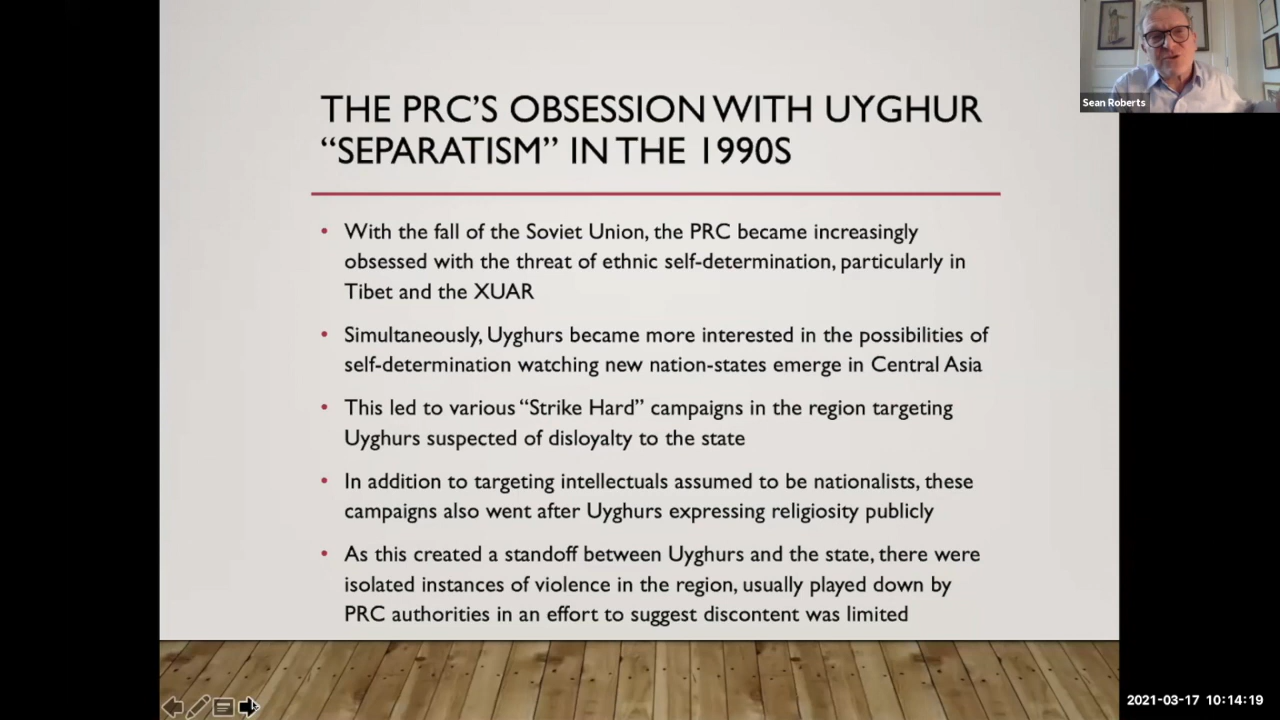 Sean Roberts
THE PRC'S OBSESSION WITH UYGHUR
“SEPARATISM” IN THE 1990S
• With the fall of the Soviet Union, the PRC became increasingly
obsessed with the threat of ethnic self-determination, particularly in
Tibet and the XUAR
• Simultaneously, Uyghurs became more interested in the possibilities of
self-determination watching new nation-states emerge in Central Asia
• This led to various “Strike Hard” campaigns in the region targeting
Uyghurs suspected of disloyalty to the state
• In addition to targeting intellectuals assumed to be nationalists, these
campaigns also went after Uyghurs expressing religiosity publicly
• As this created a standoff between Uyghurs and the state, there were
isolated instances of violence in the region, usually played down by
PRC authorities in an effort to suggest discontent was limited
2021-03-17 10:14:19